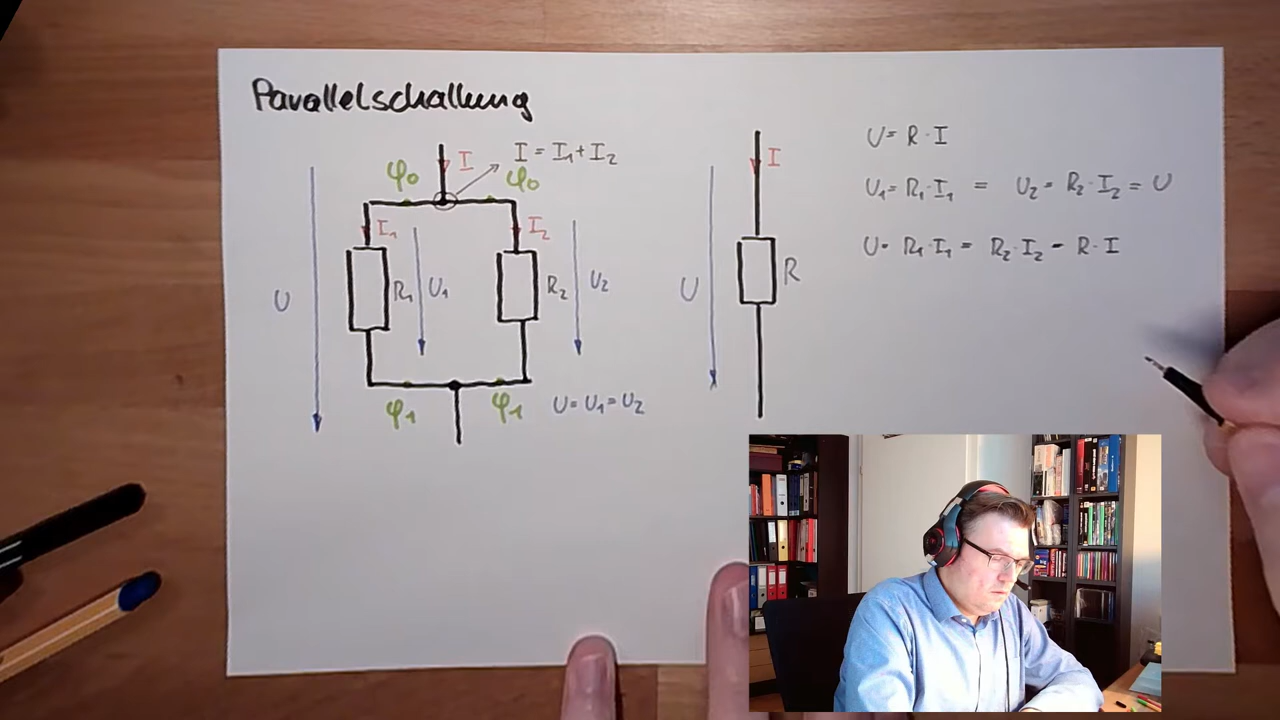 Parallelschaltung
I
I = I₁ + I₂
φ₀
φ₀
I₁
I₂
U
R₁
U₁
R₂
U₂
φ₁
φ₁
U = U₁ = U₂
I
U
R
U = R · I
U₁ = R₁ · I₁ = U₂ = R₂ · I₂ = U
U = R₁ · I₁ = R₂ · I₂ = R · I